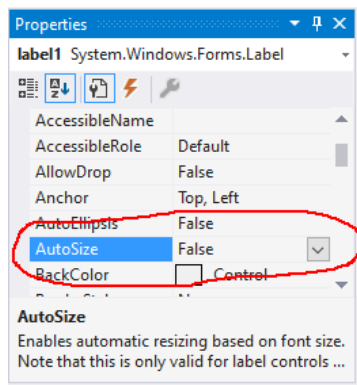 Properties
label1 System.Windows.Forms.Label
AccessibleName
AccessibleRole Default
AllowDrop False
Anchor Top, Left
AutoEllipsis False
AutoSize False
BackColor Control
AutoSize
Enables automatic resizing based on font size.
Note that this is only valid for label controls ...